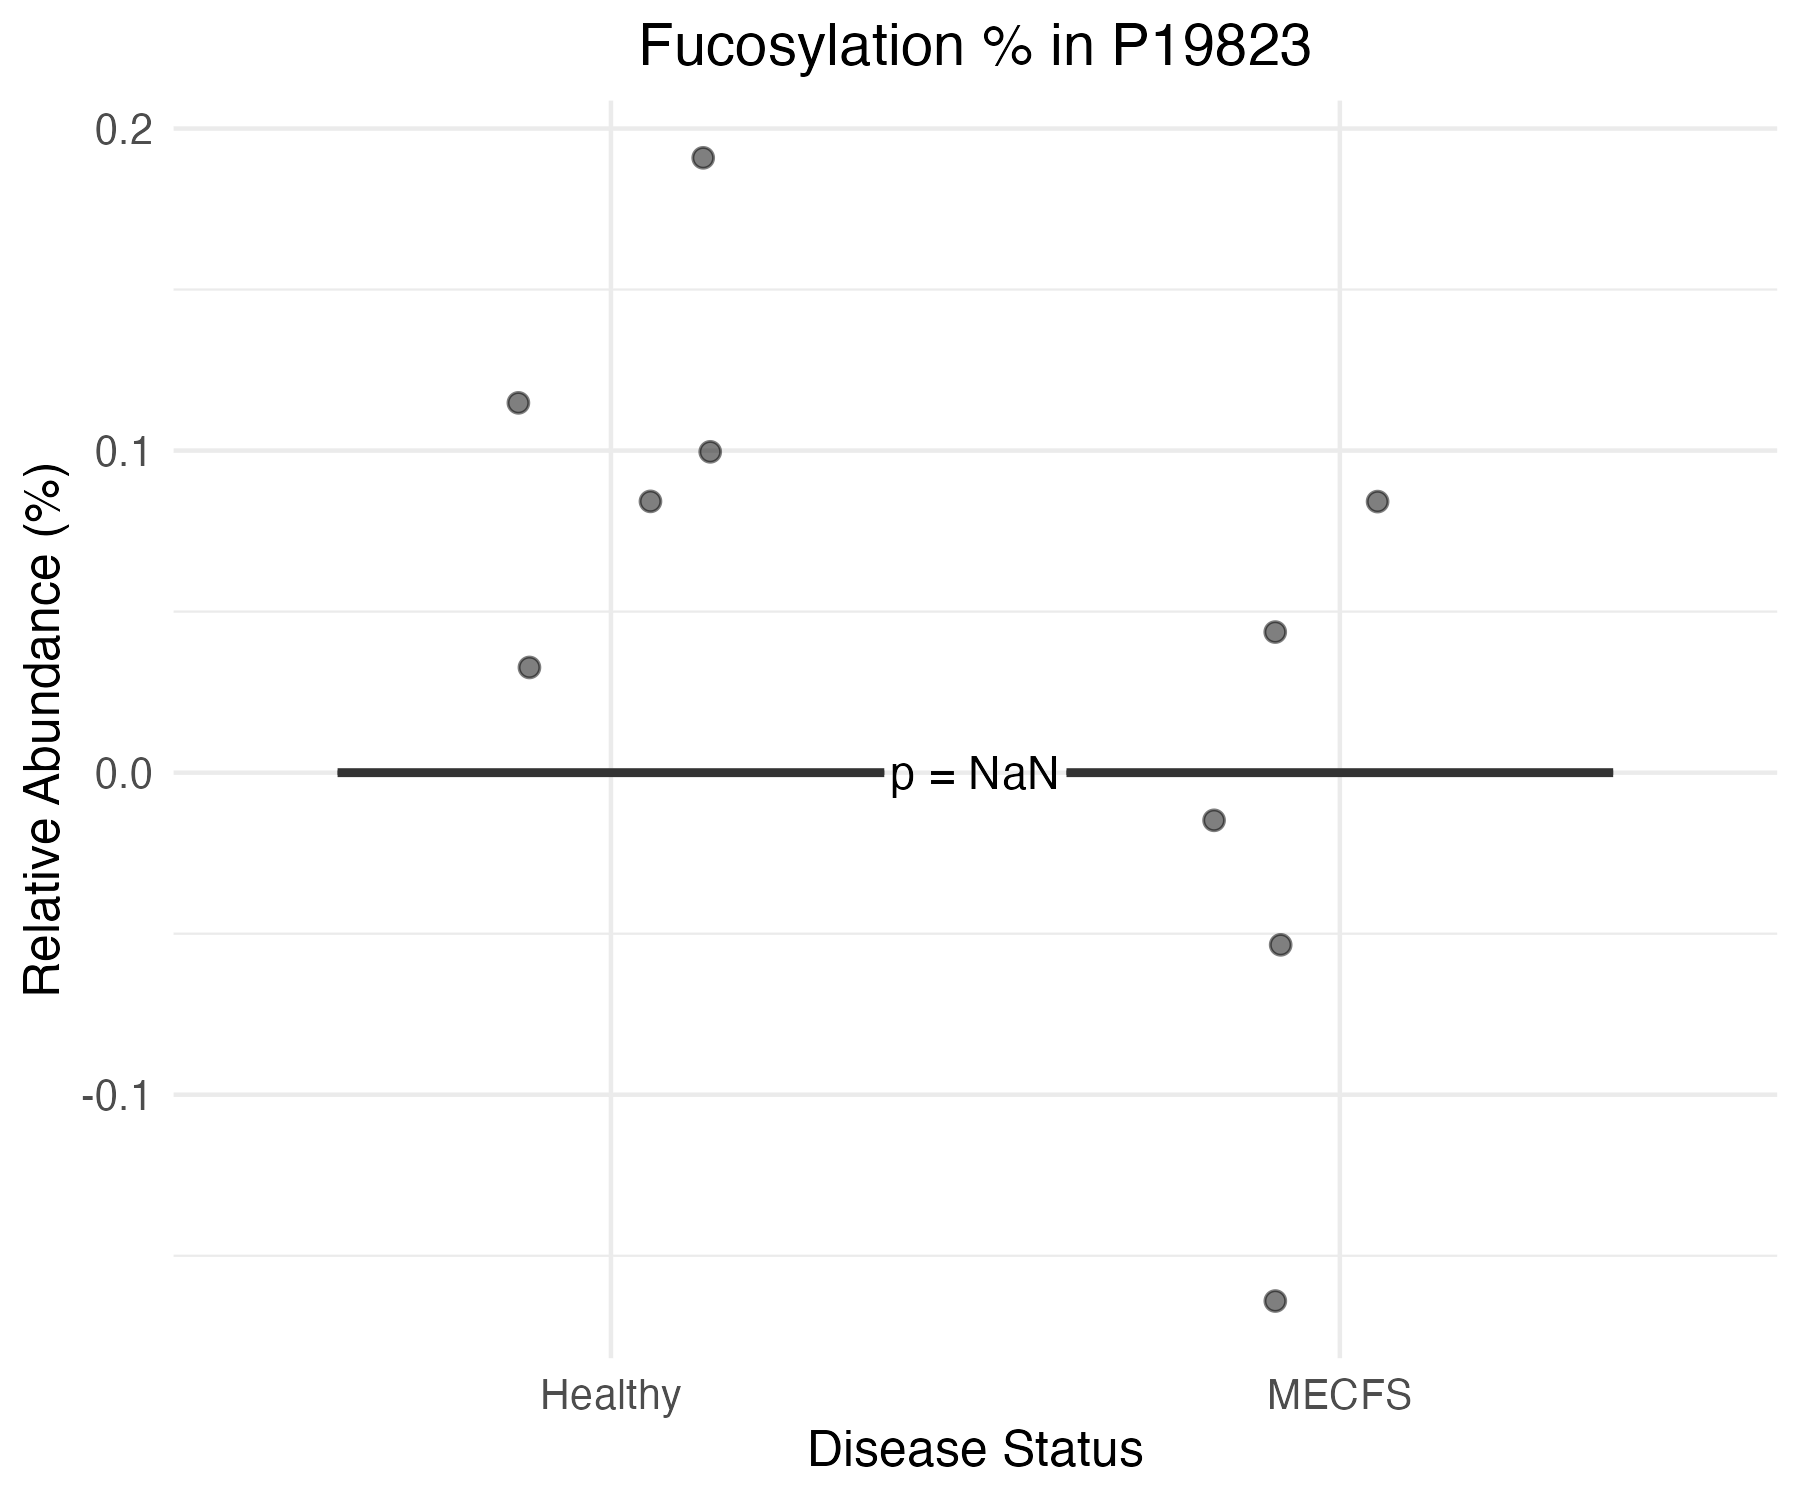 Fucosylation % in P19823
Relative Abundance (%)
0.2
0.1
0.0
-0.1
p = NaN
Healthy
MECFS
Disease Status